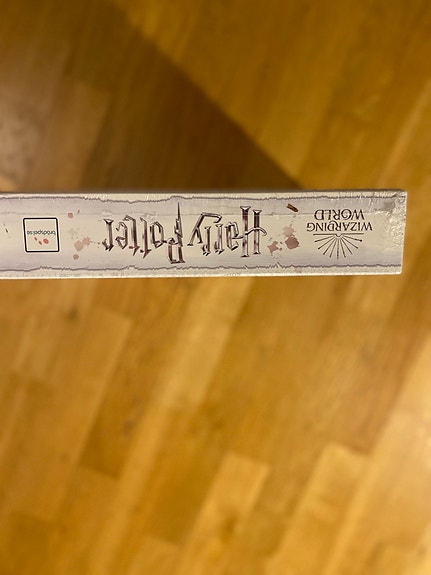 WIZARDING
WORLD
Harry Potter
brädspel.se